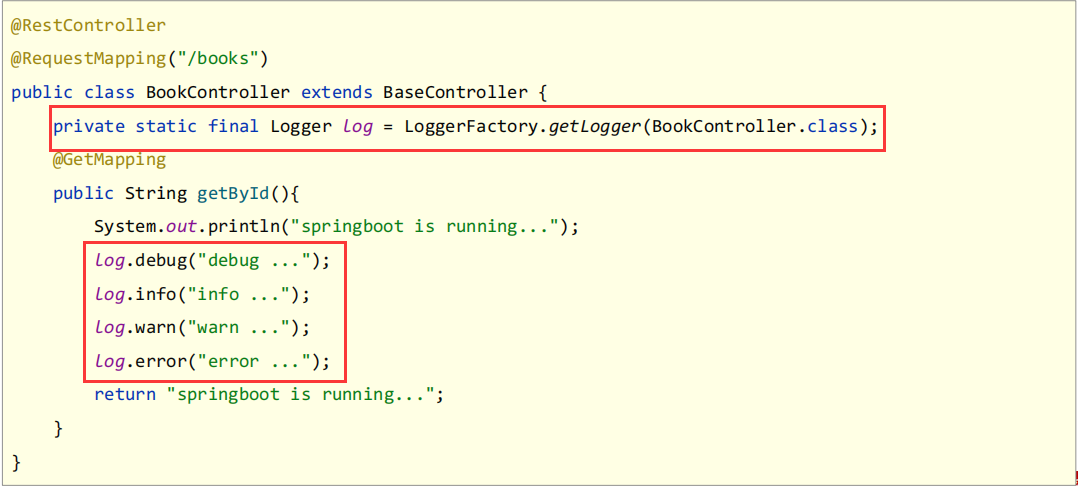 @RestController
@RequestMapping("/books")
public class BookController extends BaseController {
    private static final Logger log = LoggerFactory.getLogger(BookController.class);
    @GetMapping
    public String getById(){
        System.out.println("springboot is running...");
        log.debug("debug ...");
        log.info("info ...");
        log.warn("warn ...");
        log.error("error ...");
        return "springboot is running...";
    }
}